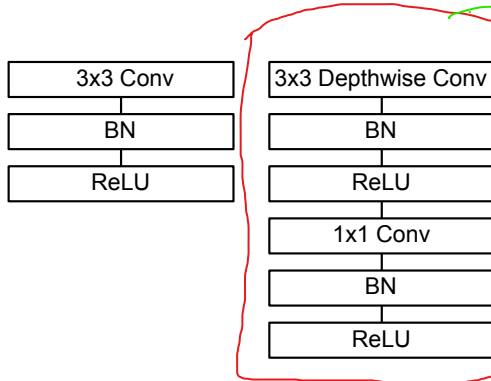 3x3 Conv
BN
ReLU
3x3 Depthwise Conv
BN
ReLU
1x1 Conv
BN
ReLU